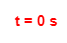 t = 0 s